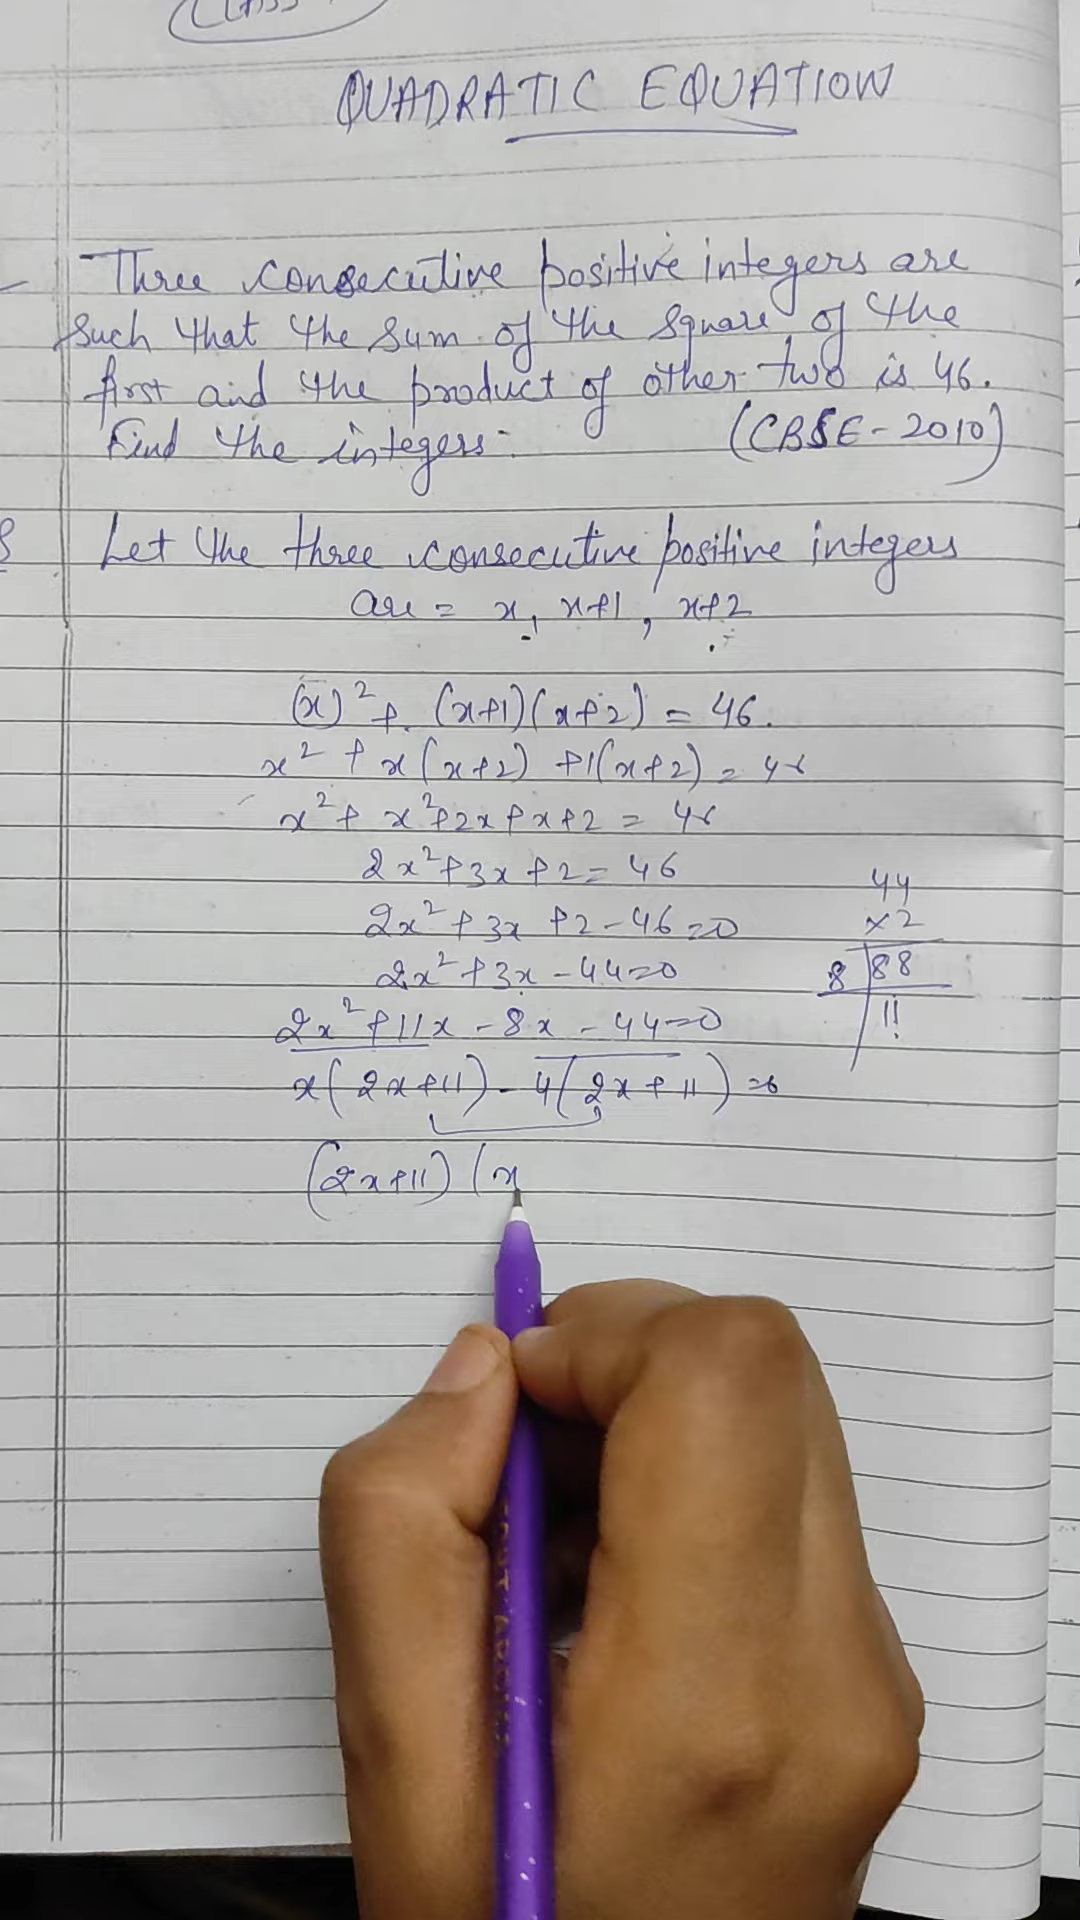 CLASS
QUADRATIC EQUATION
Three consecutive positive integers are
such that the sum of the square of the
first and the product of other two is 46.
Find the integers.
(CBSE-2010)
Let the three consecutive positive integers
are = x, x+1, x+2
(x)² + (x+1)(x+2) = 46.
x² + x(x+2) +1(x+2) = 46
x² + x²+2x+x+2 = 46
2x²+3x+2 = 46
44
2x²+3x+2-46=0
×2
2x²+3x-44=0
8 88
2x²+11x-8x-44=0
11
x(2x+11)-4(2x+11)=0
(2x+11)(x